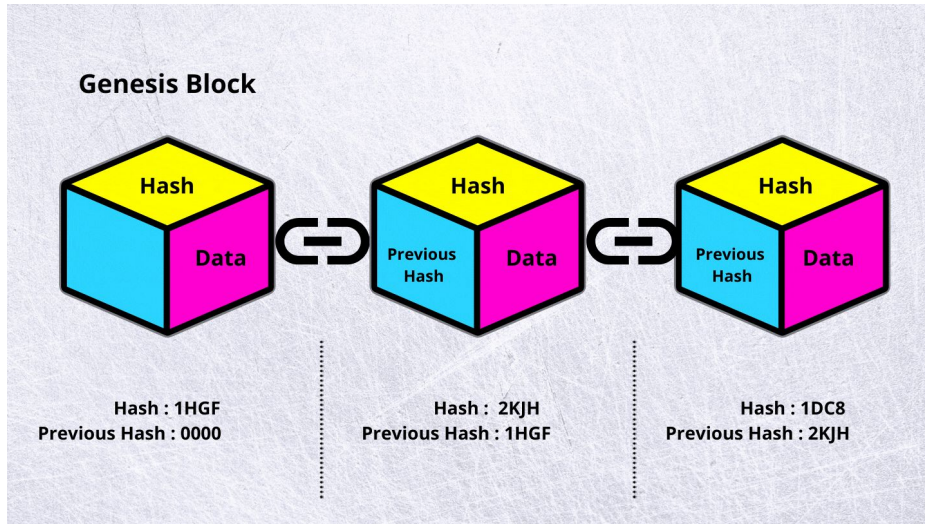 Genesis Block
Hash
Data
Hash
Previous
Hash
Data
Hash
Previous
Hash
Data
Hash : 1HGF
Previous Hash : 0000
Hash :  2KJH
Previous Hash : 1HGF
Hash : 1DC8
Previous Hash : 2KJH